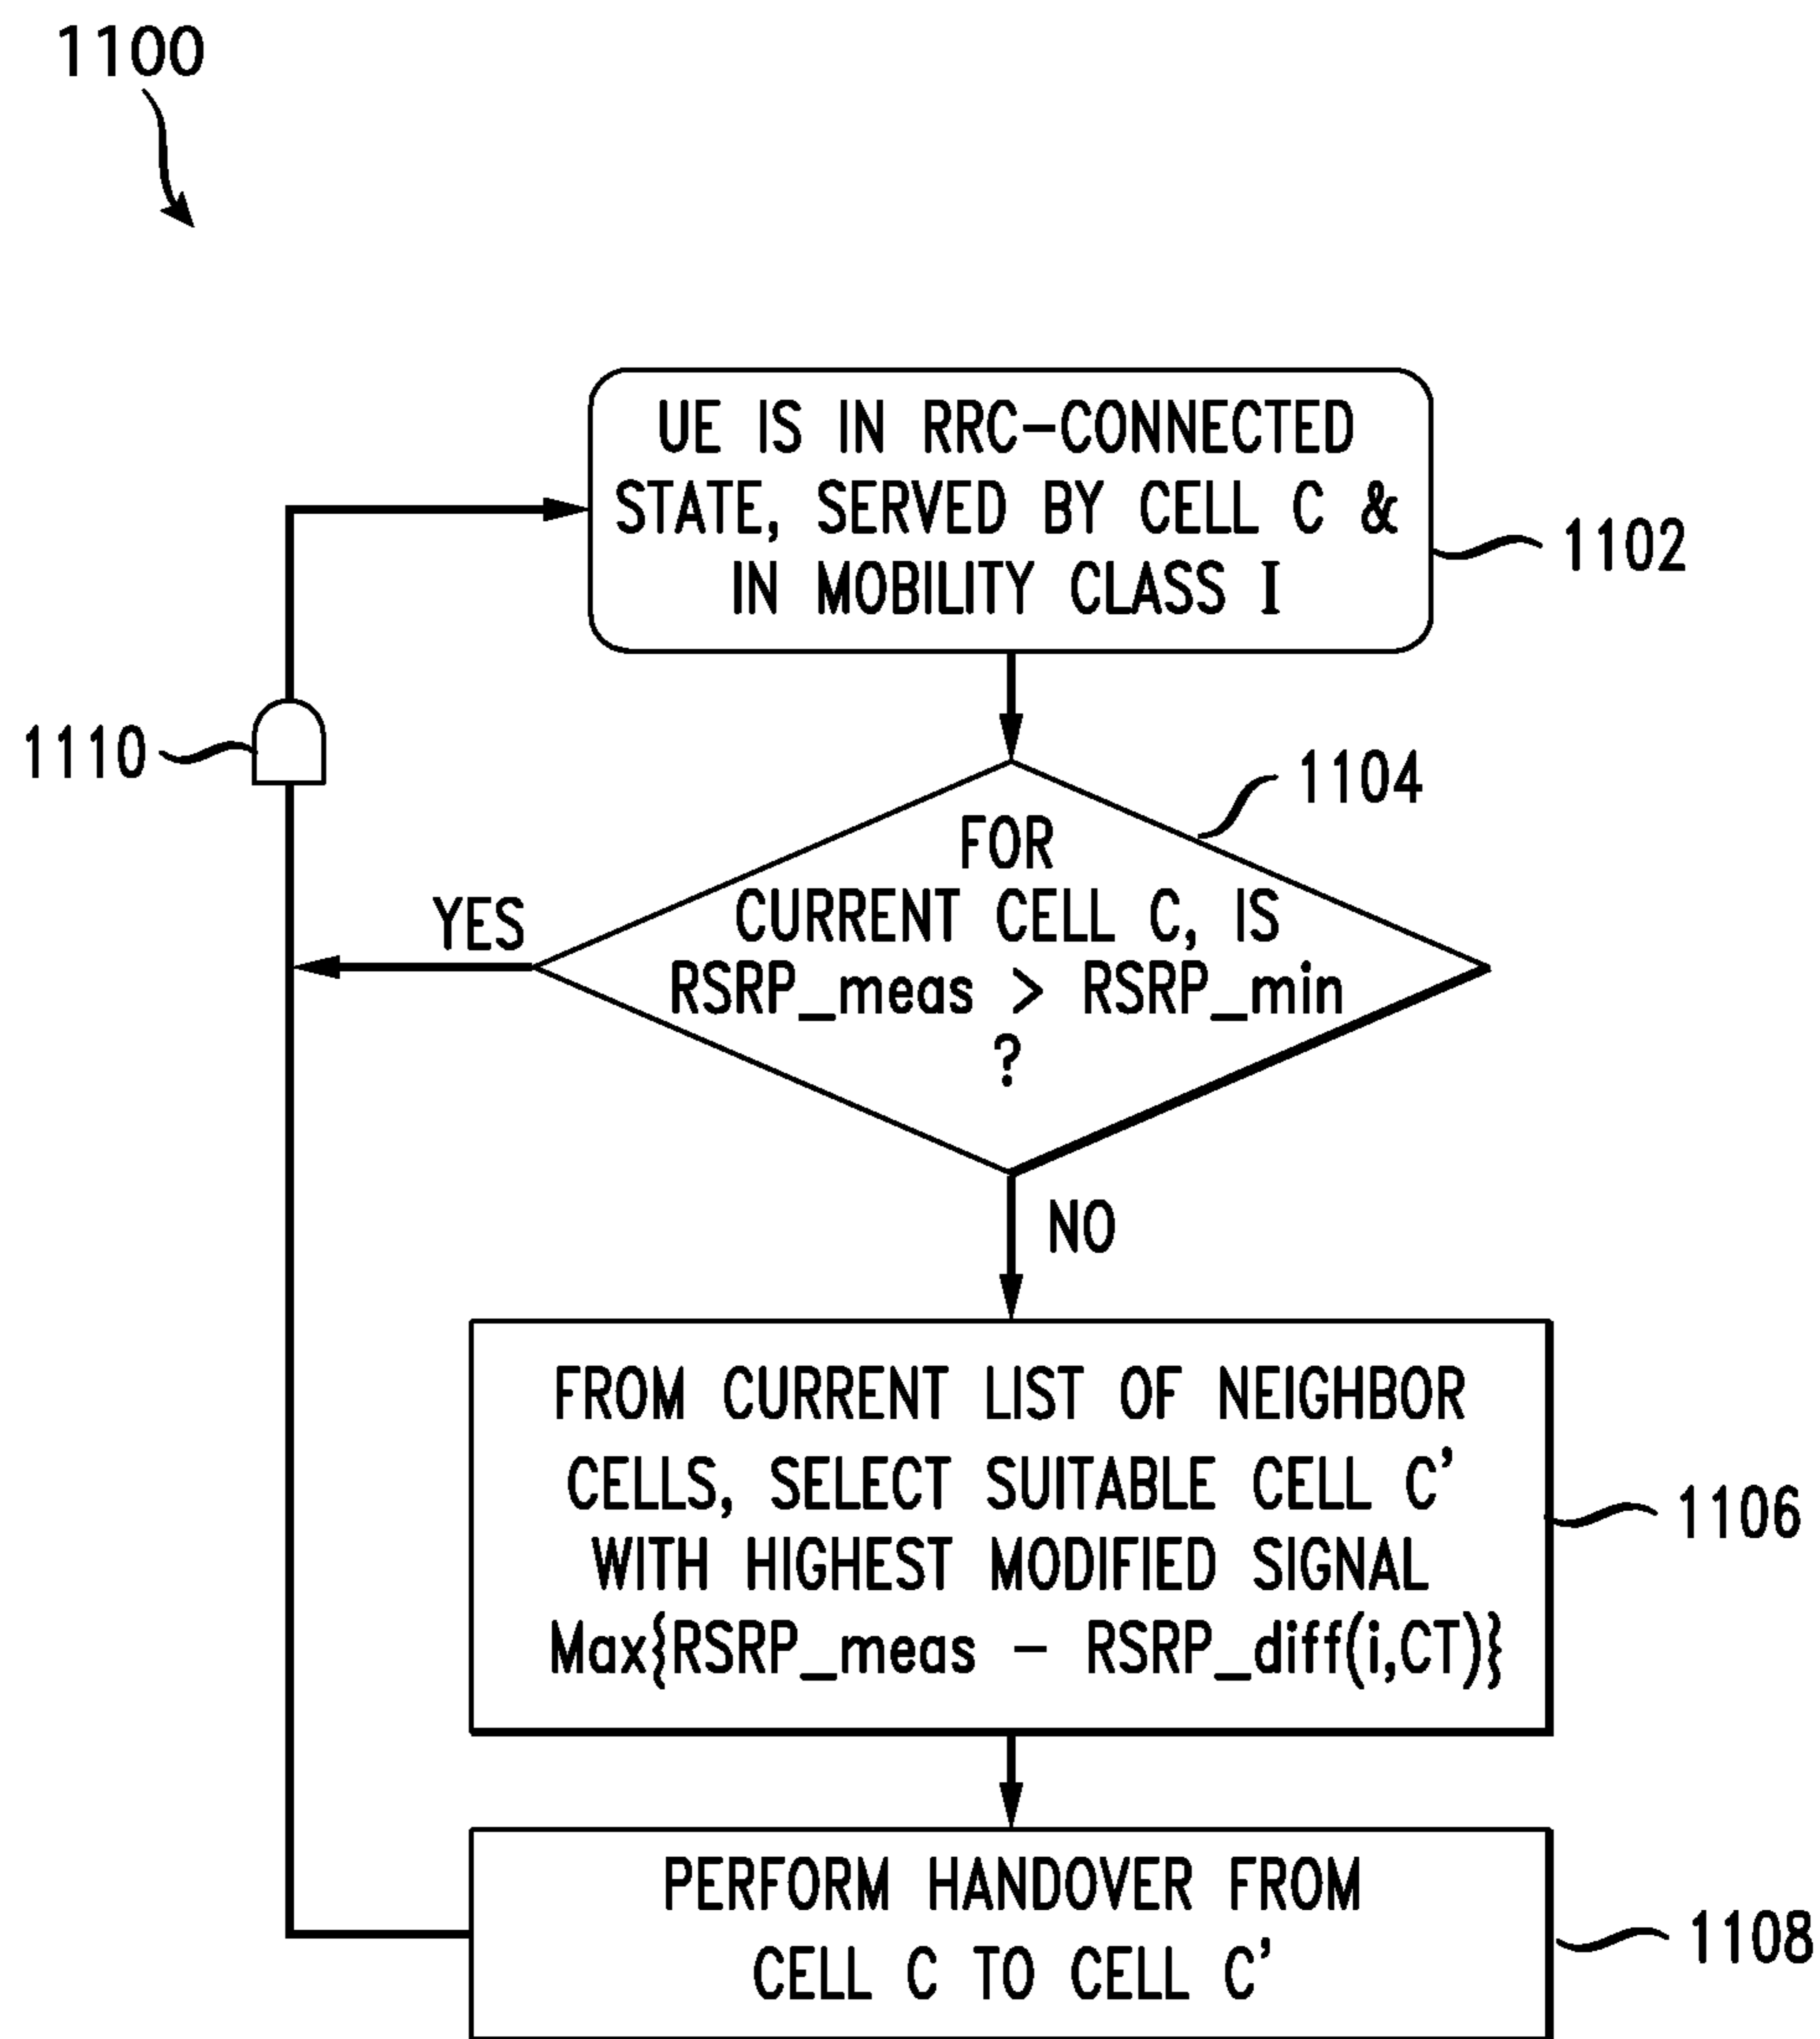 1100
UE IS IN RRC-CONNECTED
STATE, SERVED BY CELL C &
IN MOBILITY CLASS I
1102
1110
1104
FOR
CURRENT CELL C, IS
RSRP_meas > RSRP_min
?
YES
NO
FROM CURRENT LIST OF NEIGHBOR
CELLS, SELECT SUITABLE CELL C'
WITH HIGHEST MODIFIED SIGNAL
Max{RSRP_meas - RSRP_diff(i,CT)}
1106
PERFORM HANDOVER FROM
CELL C TO CELL C'
1108